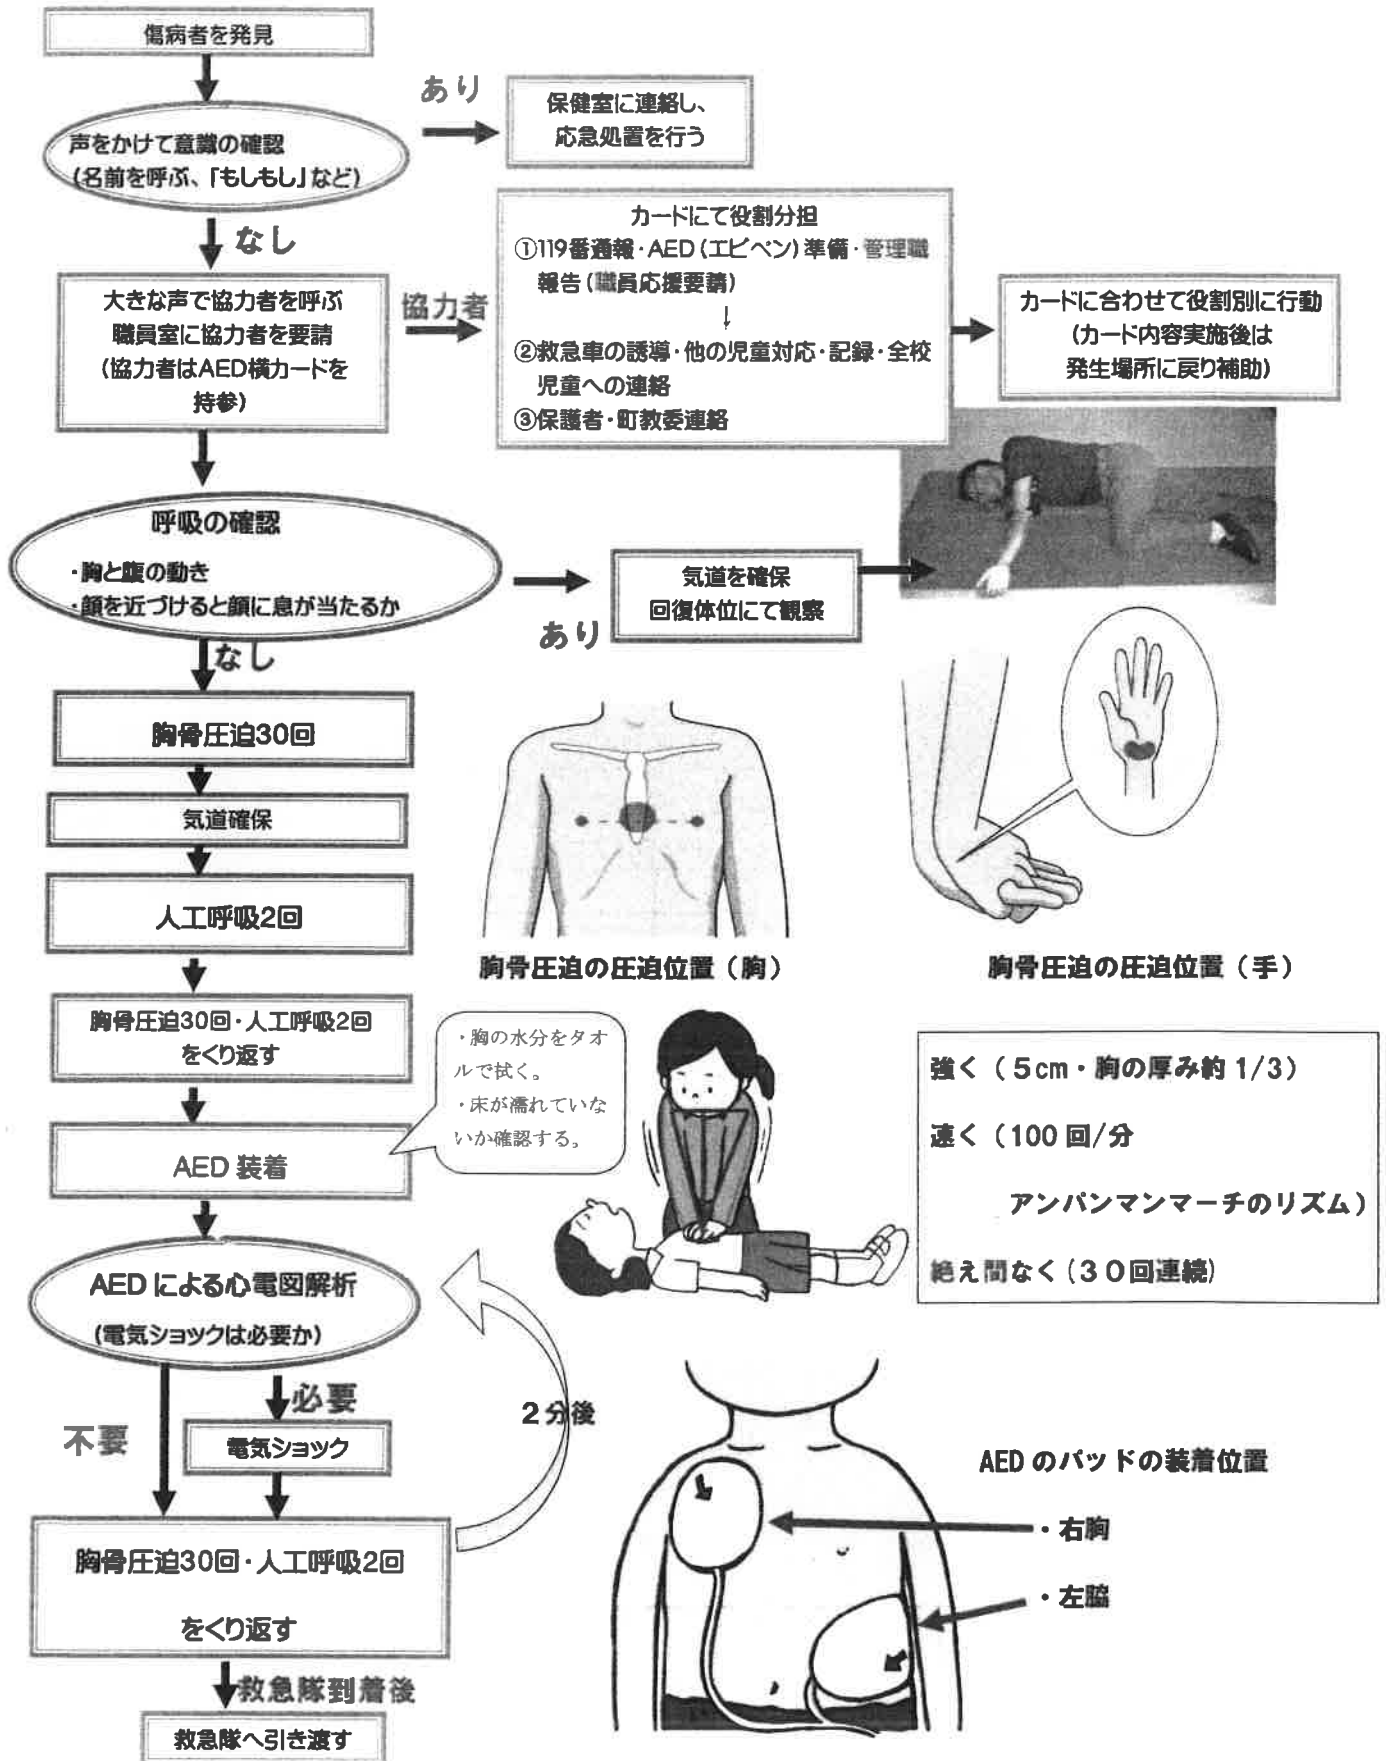 傷病者を発見
声をかけて意識の確認
(名前を呼ぶ、「もしもし」など)
あり
保健室に連絡し、
応急処置を行う
なし
大きな声で協力者を呼ぶ
職員室に協力者を要請
(協力者はAED横カードを
持参)
協力者
カードにて役割分担
①119番通報・AED(エピペン)準備・管理職
報告(職員応援要請)
↓
②救急車の誘導・他の児童対応・記録・全校
児童への連絡
③保護者・町教委連絡
カードに合わせて役割別に行動
(カード内容実施後は
発生場所に戻り補助)
呼吸の確認
・胸と腹の動き
・顔を近づけると顔に息が当たるか
あり
気道を確保
回復体位にて観察
なし
胸骨圧迫30回
気道確保
人工呼吸2回
胸骨圧迫30回・人工呼吸2回
をくり返す
胸骨圧迫の圧迫位置(胸)
胸骨圧迫の圧迫位置(手)
・胸の水分をタオ
ルで拭く。
・床が濡れていな
いか確認する。
AED 装着
強く(5cm・胸の厚み約 1/3)
速く(100 回/分
アンパンマンマーチのリズム)
絶え間なく(30回連続)
AED による心電図解析
(電気ショックは必要か)
必要
不要
電気ショック
2分後
胸骨圧迫30回・人工呼吸2回
をくり返す
AED のパッドの装着位置
・右胸
・左脇
救急隊到着後
救急隊へ引き渡す